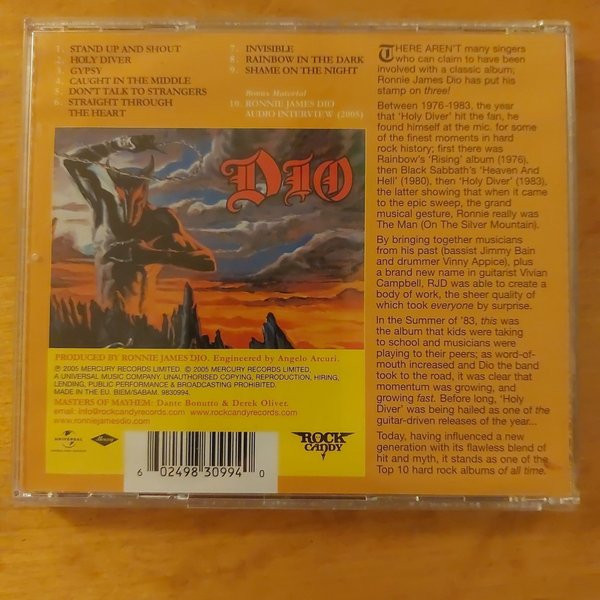 1. STAND UP AND SHOUT
2. HOLY DIVER
3. GYPSY
4. CAUGHT IN THE MIDDLE
5. DON'T TALK TO STRANGERS
6. STRAIGHT THROUGH
THE HEART
7. INVISIBLE
8. RAINBOW IN THE DARK
9. SHAME ON THE NIGHT
Bonus Material
10. RONNIE JAMES DIO
AUDIO INTERVIEW (2005)
DIO
THERE AREN'T many singers
who can claim to have been
involved with a classic album;
Ronnie James Dio has put his
stamp on three!
Between 1976-1983, the year
that 'Holy Diver' hit the fan, he
found himself at the mic. for some
of the finest moments in hard
rock history; first there was
Rainbow's 'Rising' album (1976),
then Black Sabbath's 'Heaven And
Hell' (1980), then 'Holy Diver' (1983),
the latter showing that when it came
to the epic sweep, the grand
musical gesture, Ronnie really was
The Man (On The Silver Mountain).
By bringing together musicians
from his past (bassist Jimmy Bain
and drummer Vinny Appice), plus
a brand new name in guitarist Vivian
Campbell, RJD was able to create a
body of work, the sheer quality of
which took everyone by surprise.
In the Summer of '83, this was
the album that kids were taking
to school and musicians were
playing to their peers; as word-of-
mouth increased and Dio the band
took to the road, it was clear that
momentum was growing, and
growing fast. Before long, 'Holy
Diver' was being hailed as one of the
guitar-driven releases of the year...
Today, having influenced a new
generation with its flawless blend of
hit and myth, it stands as one of the
Top 10 hard rock albums of all time.
PRODUCED BY RONNIE JAMES DIO. Engineered by Angelo Arcuri.
℗ 2005 MERCURY RECORDS LIMITED. © 2005 MERCURY RECORDS LIMITED.
A UNIVERSAL MUSIC COMPANY. UNAUTHORISED COPYING, REPRODUCTION, HIRING,
LENDING, PUBLIC PERFORMANCE & BROADCASTING PROHIBITED.
MADE IN THE EU. BIEM/SABAM. 9830994.
MASTERS OF MAYHEM: Dante Bonutto & Derek Oliver.
email: info@rockcandyrecords.com www.rockcandyrecords.com
www.ronniejamesdio.com
UNIVERSAL
6 02498 30994 0
ROCK
CANDY